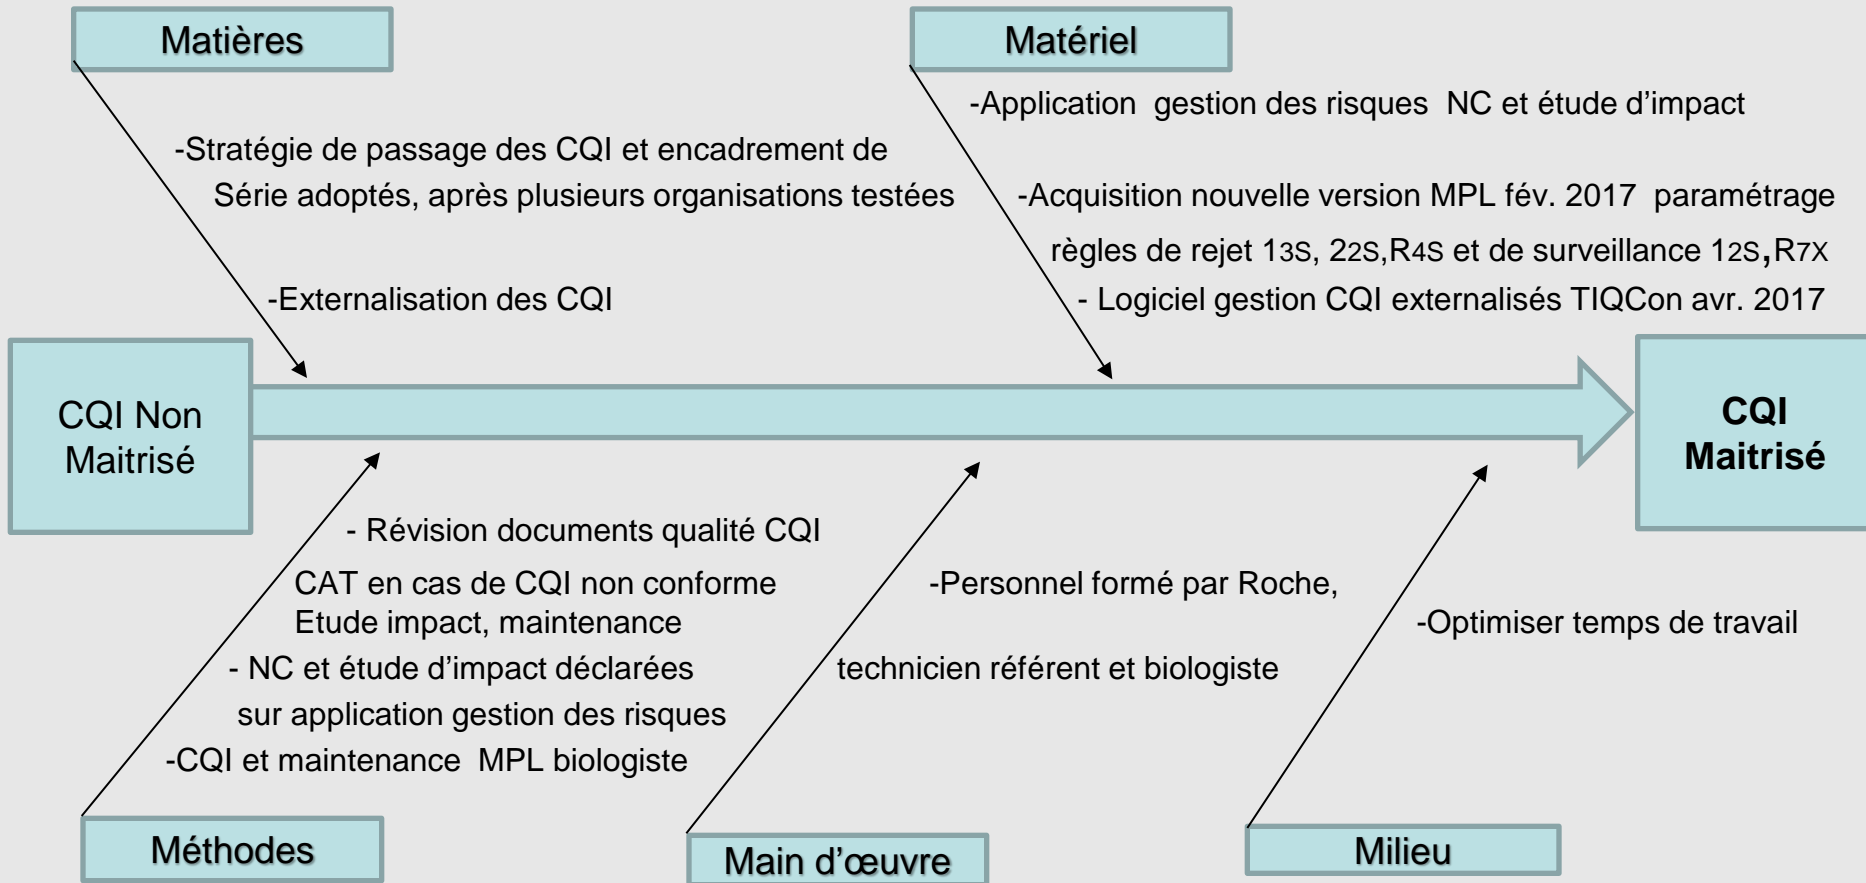 Matières
Matériel
-Application gestion des risques NC et étude d’impact
-Stratégie de passage des CQI et encadrement de
Série adoptés, après plusieurs organisations testées
-Acquisition nouvelle version MPL fév. 2017 paramétrage
règles de rejet 13S, 22S,R4S et de surveillance 12S,R7X
-Externalisation des CQI
- Logiciel gestion CQI externalisés TIQCon avr. 2017
CQI Non
Maitrisé
CQI
Maitrisé
- Révision documents qualité CQI
CAT en cas de CQI non conforme
Etude impact, maintenance
- NC et étude d’impact déclarées
sur application gestion des risques
-CQI et maintenance MPL biologiste
-Personnel formé par Roche,
technicien référent et biologiste
-Optimiser temps de travail
Méthodes
Main d’œuvre
Milieu